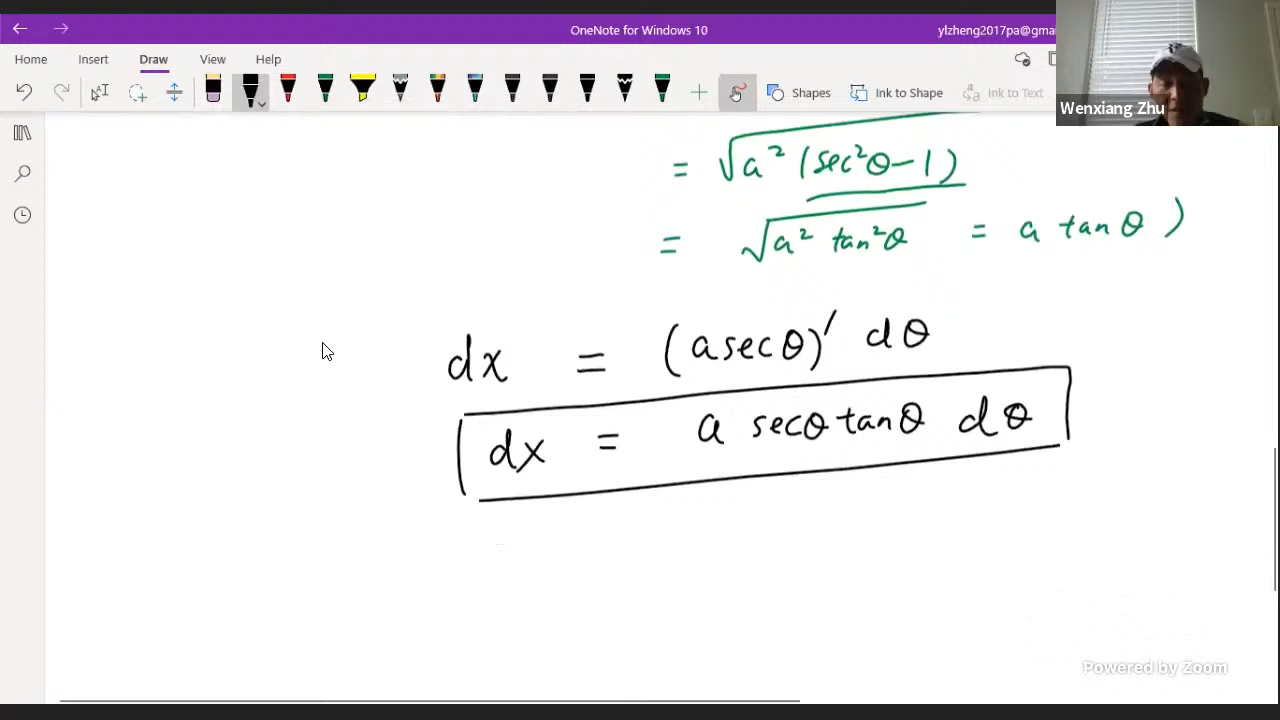 OneNote for Windows 10
ylzheng2017pa@gma
Home Insert Draw View Help
Shapes Ink to Shape Ink to Text
Wenxiang Zhu
= √a² (sec²θ-1)
= √a² tan²θ = a tan θ )
dx = (a secθ)′ dθ
dx = a secθ tanθ dθ
Powered by Zoom